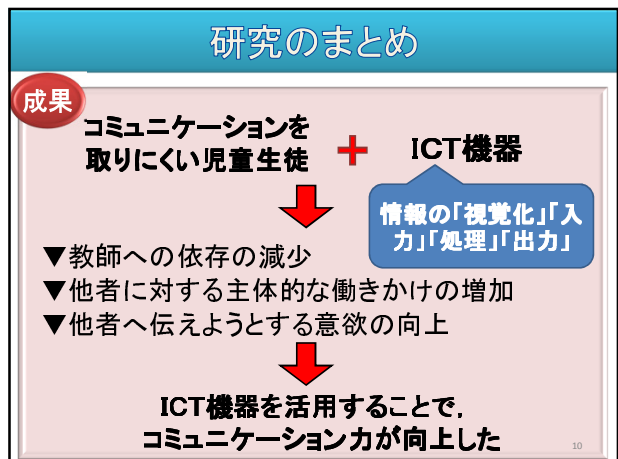 研究のまとめ
成果
コミュニケーションを
取りにくい児童生徒
+
ICT機器
情報の「視覚化」「入
力」「処理」「出力」
▼教師への依存の減少
▼他者に対する主体的な働きかけの増加
▼他者へ伝えようとする意欲の向上
ICT機器を活用することで,
コミュニケーション力が向上した
10